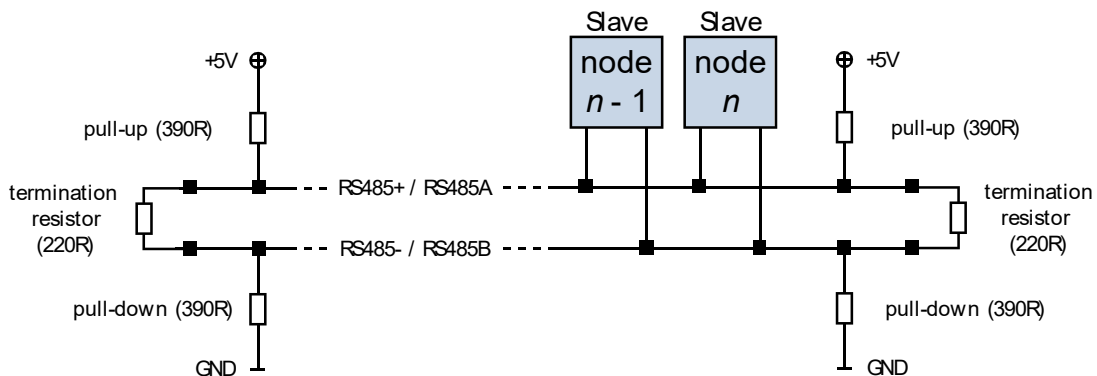 Slave Slave
node node
n - 1 n
+5V +5V
pull-up (390R) pull-up (390R)
RS485+ / RS485A
termination
resistor
(220R)
termination
resistor
(220R)
RS485- / RS485B
pull-down (390R) pull-down (390R)
GND GND